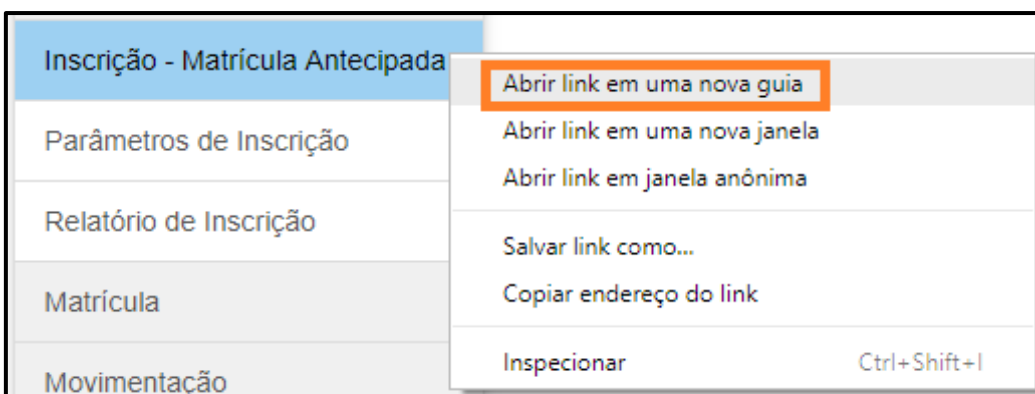 Inscrição - Matrícula Antecipada
Parâmetros de Inscrição
Relatório de Inscrição
Matrícula
Movimentação
Abrir link em uma nova guia
Abrir link em uma nova janela
Abrir link em janela anônima
Salvar link como...
Copiar endereço do link
Inspecionar Ctrl+Shift+I